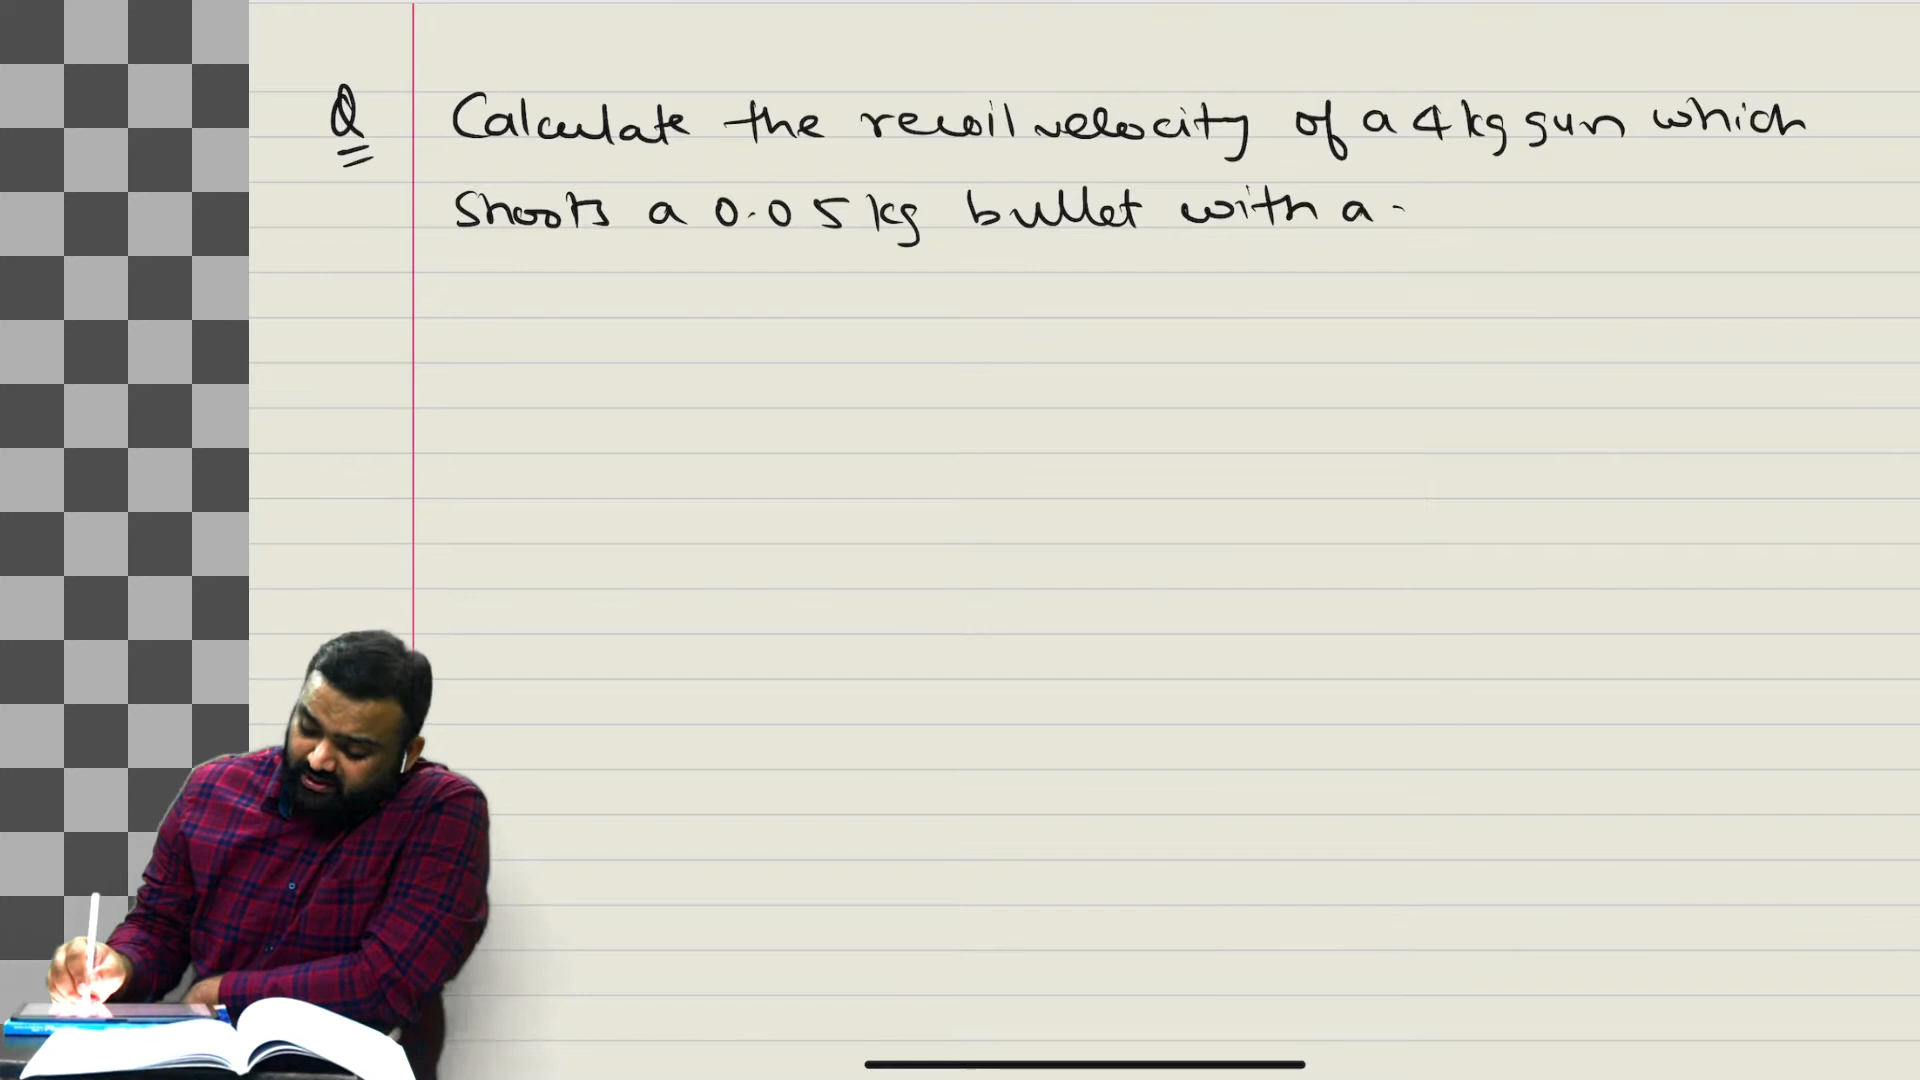 Q Calculate the recoil velocity of a 4 kg gun which
shoots a 0.05 kg bullet with a